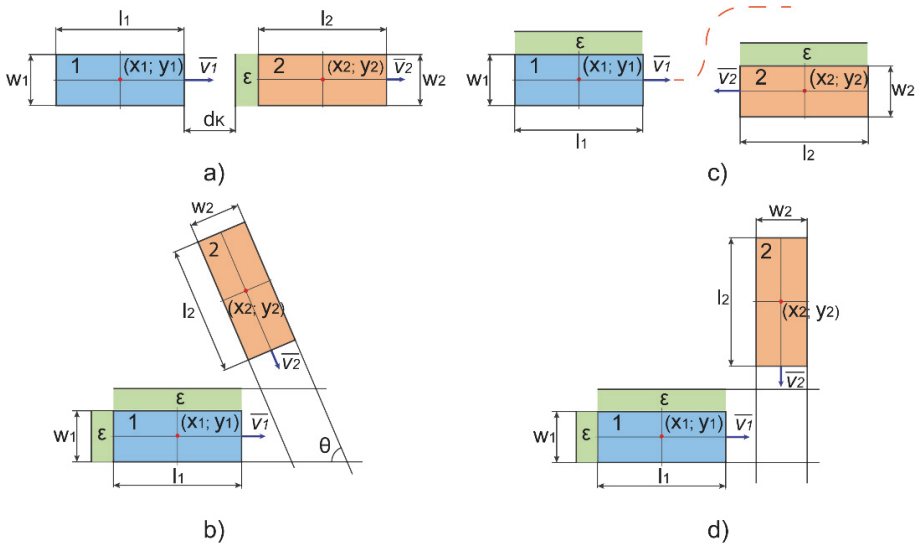 l1
l2
w1
1
(x1; y1)
v1
ε
2
(x2; y2)
v2
w2
dK
a)
ε
w1
1
(x1; y1)
v1
l1
ε
v2
2
(x2; y2)
w2
l2
c)
w2
2
l2
(x2; y2)
v2
ε
w1
ε
1
(x1; y1)
v1
θ
l1
b)
w2
2
l2
(x2; y2)
v2
ε
w1
ε
1
(x1; y1)
v1
l1
d)